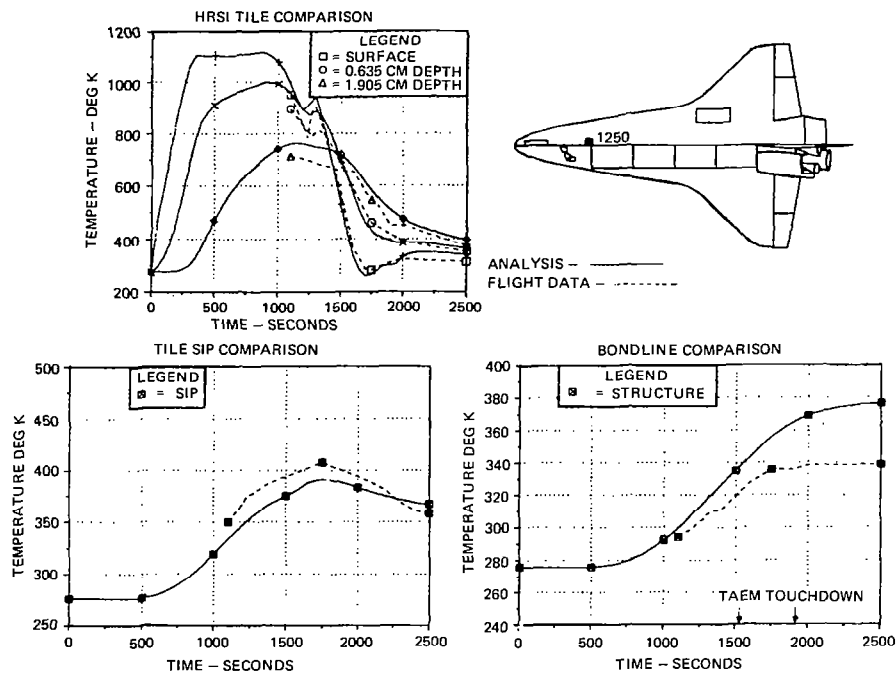 HRSI TILE COMPARISON
1200
1000
800
600
400
200
TEMPERATURE – DEG K
LEGEND
= SURFACE
= 0.635 CM DEPTH
= 1.905 CM DEPTH
0 500 1000 1500 2000 2500
TIME – SECONDS
1250
ANALYSIS –
FLIGHT DATA –
TILE SIP COMPARISON
500
450
400
350
300
250
TEMPERATURE DEG K
LEGEND
= SIP
0 500 1000 1500 2000 2500
TIME – SECONDS
BONDLINE COMPARISON
400
380
360
340
320
300
280
260
240
TEMPERATURE DEG K
LEGEND
= STRUCTURE
TAEM TOUCHDOWN
0 500 1000 1500 2000 2500
TIME – SECONDS